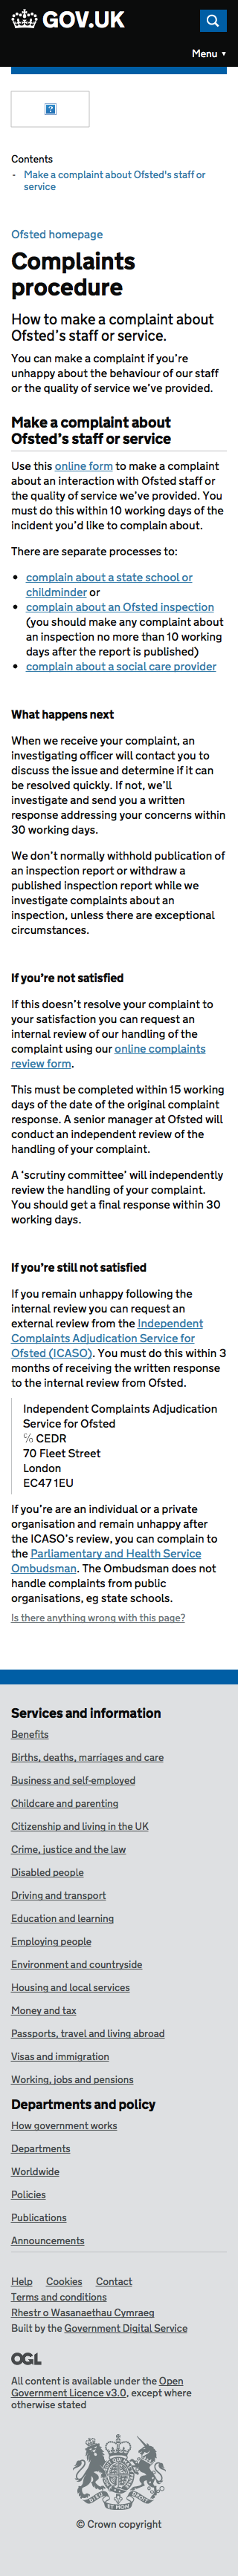 GOV.UK
Menu ▼
Contents
- Make a complaint about Ofsted's staff or
service
Ofsted homepage
Complaints
procedure
How to make a complaint about
Ofsted's staff or service.
You can make a complaint if you're
unhappy about the behaviour of our staff
or the quality of service we've provided.
Make a complaint about
Ofsted's staff or service
Use this online form to make a complaint
about an interaction with Ofsted staff or
the quality of service we've provided. You
must do this within 10 working days of the
incident you'd like to complain about.
There are separate processes to:
• complain about a state school or
childminder or
• complain about an Ofsted inspection
(you should make any complaint about
an inspection no more than 10 working
days after the report is published)
• complain about a social care provider
What happens next
When we receive your complaint, an
investigating officer will contact you to
discuss the issue and determine if it can
be resolved quickly. If not, we'll
investigate and send you a written
response addressing your concerns within
30 working days.
We don't normally withhold publication of
an inspection report or withdraw a
published inspection report while we
investigate complaints about an
inspection, unless there are exceptional
circumstances.
If you're not satisfied
If this doesn't resolve your complaint to
your satisfaction you can request an
internal review of our handling of the
complaint using our online complaints
review form.
This must be completed within 15 working
days of the date of the original complaint
response. A senior manager at Ofsted will
conduct an independent review of the
handling of your complaint.
A 'scrutiny committee' will independently
review the handling of your complaint.
You should get a final response within 30
working days.
If you're still not satisfied
If you remain unhappy following the
internal review you can request an
external review from the Independent
Complaints Adjudication Service for
Ofsted (ICASO). You must do this within 3
months of receiving the written response
to the internal review from Ofsted.
Independent Complaints Adjudication
Service for Ofsted
℅ CEDR
70 Fleet Street
London
EC47 1EU
If you're an individual or a private
organisation and remain unhappy after
the ICASO's review, you can complain to
the Parliamentary and Health Service
Ombudsman. The Ombudsman does not
handle complaints from public
organisations, eg state schools.
Is there anything wrong with this page?
Services and information
Benefits
Births, deaths, marriages and care
Business and self-employed
Childcare and parenting
Citizenship and living in the UK
Crime, justice and the law
Disabled people
Driving and transport
Education and learning
Employing people
Environment and countryside
Housing and local services
Money and tax
Passports, travel and living abroad
Visas and immigration
Working, jobs and pensions
Departments and policy
How government works
Departments
Worldwide
Policies
Publications
Announcements
Help Cookies Contact
Terms and conditions
Rhestr o Wasanaethau Cymraeg
Built by the Government Digital Service
OGL
All content is available under the Open
Government Licence v3.0, except where
otherwise stated
© Crown copyright